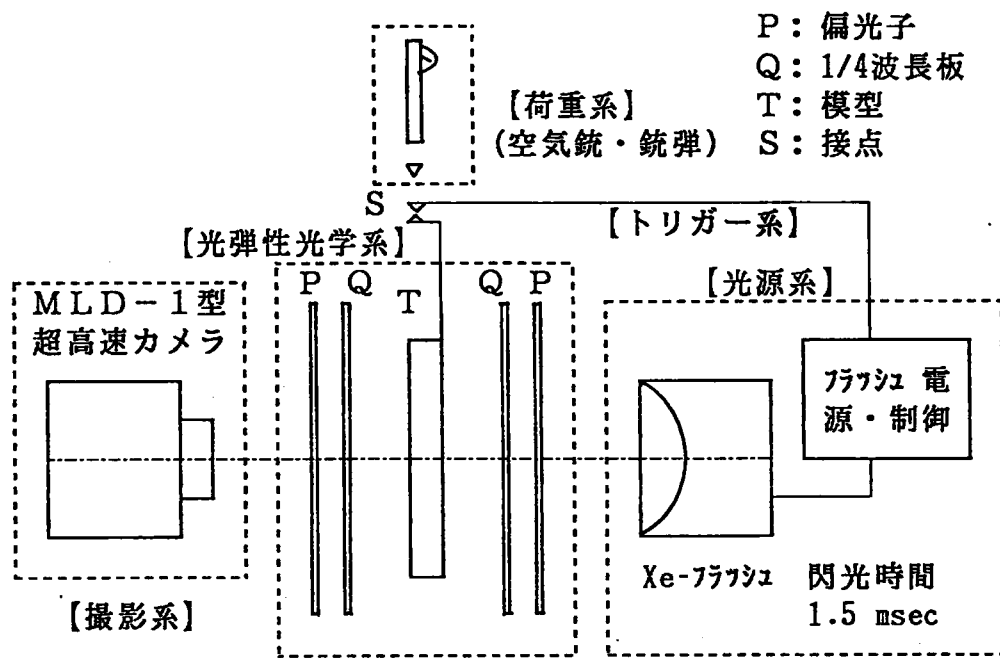 P：偏光子
Q：1/4波長板
T：模型
S：接点
【荷重系】
(空気銃・銃弾)
S
【トリガー系】
【光弾性光学系】
【光源系】
P Q T Q P
MLD－1型
超高速カメラ
ﾌﾗｯｼｭ 電
源・制御
Xe-ﾌﾗｯｼｭ 閃光時間
1.5 msec
【撮影系】